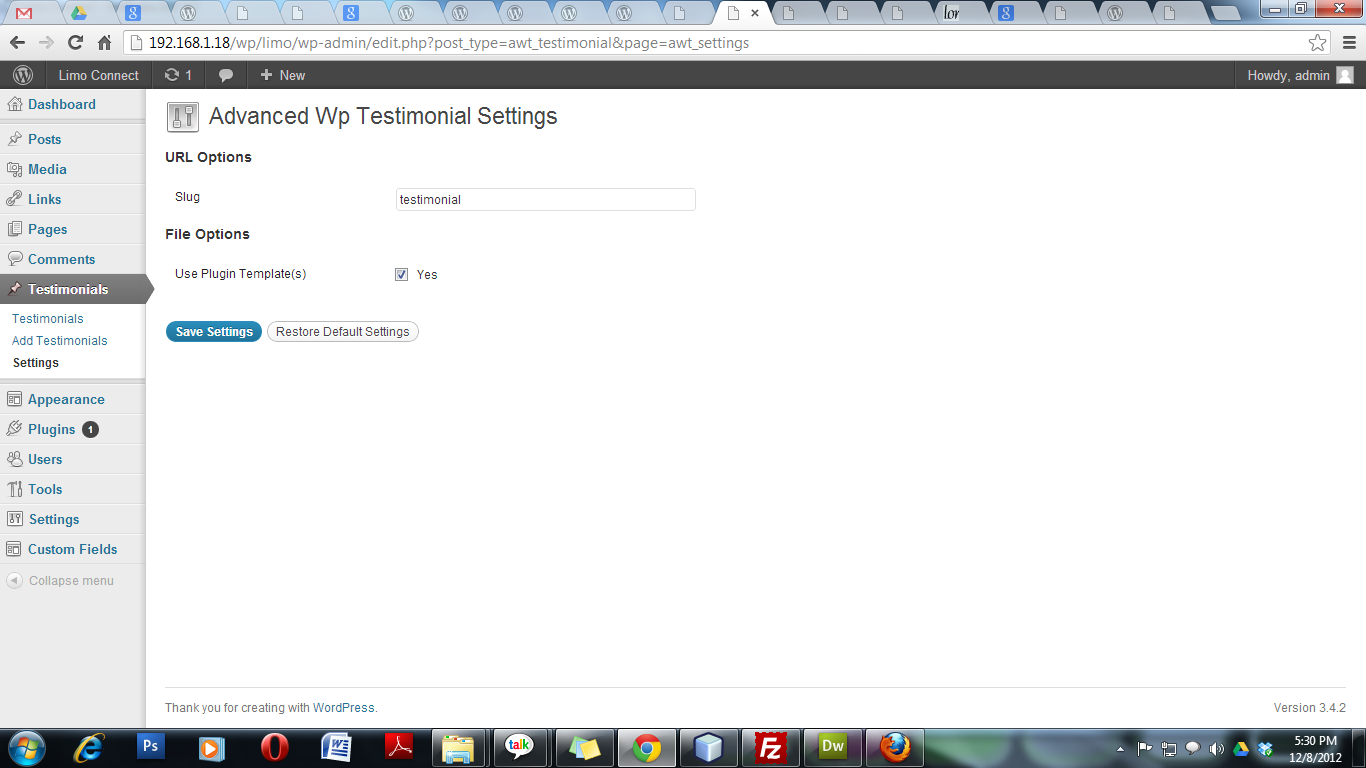 lor
192.168.1.18/wp/limo/wp-admin/edit.php?post_type=awt_testimonial&page=awt_settings
Limo Connect 1 + New Howdy, admin
Dashboard
Posts
Media
Links
Pages
Comments
Testimonials
Testimonials
Add Testimonials
Settings
Appearance
Plugins 1
Users
Tools
Settings
Custom Fields
Collapse menu
Advanced Wp Testimonial Settings
URL Options
Slug testimonial
File Options
Use Plugin Template(s) Yes
Save Settings Restore Default Settings
Thank you for creating with WordPress. Version 3.4.2
Ps talk Fz Dw
5:30 PM
12/8/2012